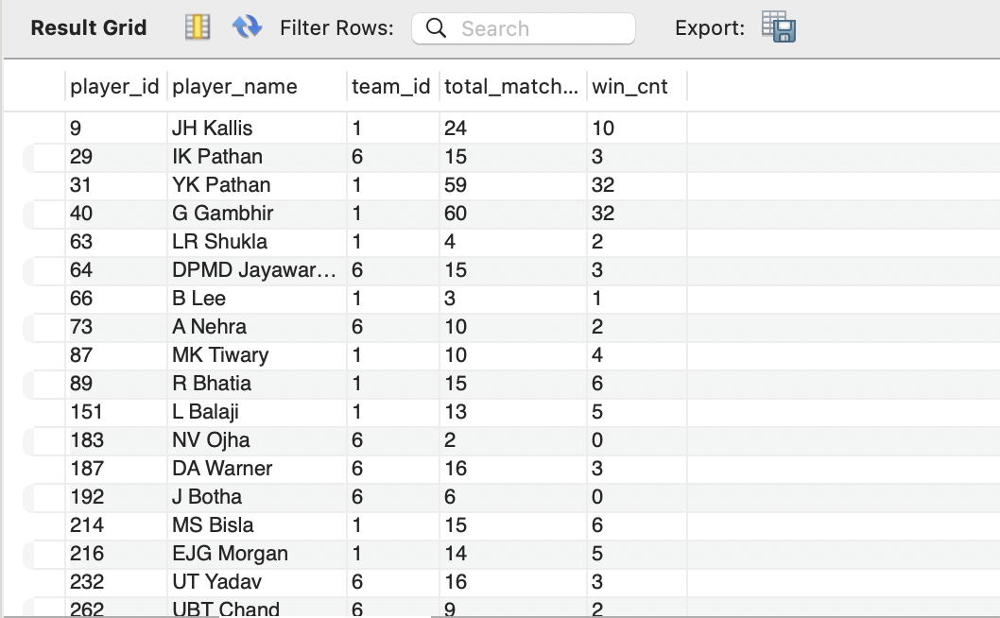 Result Grid Filter Rows: Search Export:
player_id player_name team_id total_match... win_cnt
9 JH Kallis 1 24 10
29 IK Pathan 6 15 3
31 YK Pathan 1 59 32
40 G Gambhir 1 60 32
63 LR Shukla 1 4 2
64 DPMD Jayawar... 6 15 3
66 B Lee 1 3 1
73 A Nehra 6 10 2
87 MK Tiwary 1 10 4
89 R Bhatia 1 15 6
151 L Balaji 1 13 5
183 NV Ojha 6 2 0
187 DA Warner 6 16 3
192 J Botha 6 6 0
214 MS Bisla 1 15 6
216 EJG Morgan 1 14 5
232 UT Yadav 6 16 3
262 UBT Chand 6 9 2